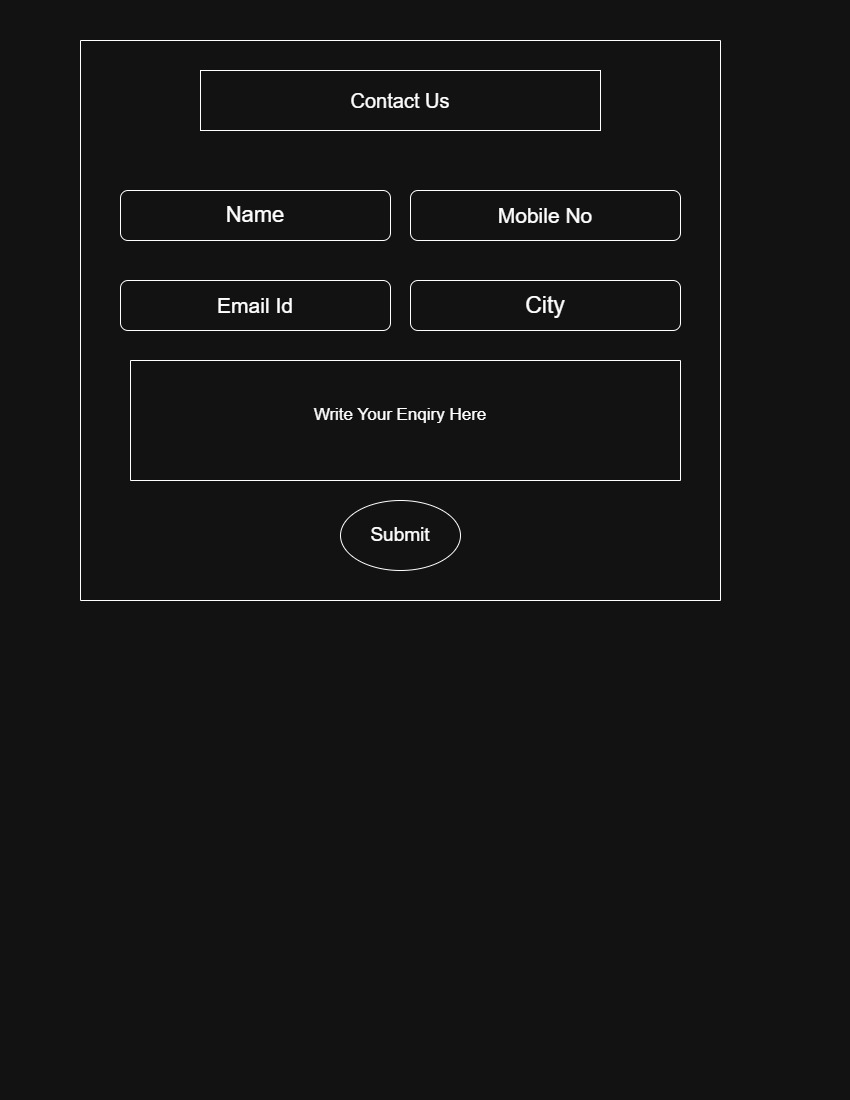 Contact Us
Name
Mobile No
Email Id
City
Write Your Enqiry Here
Submit